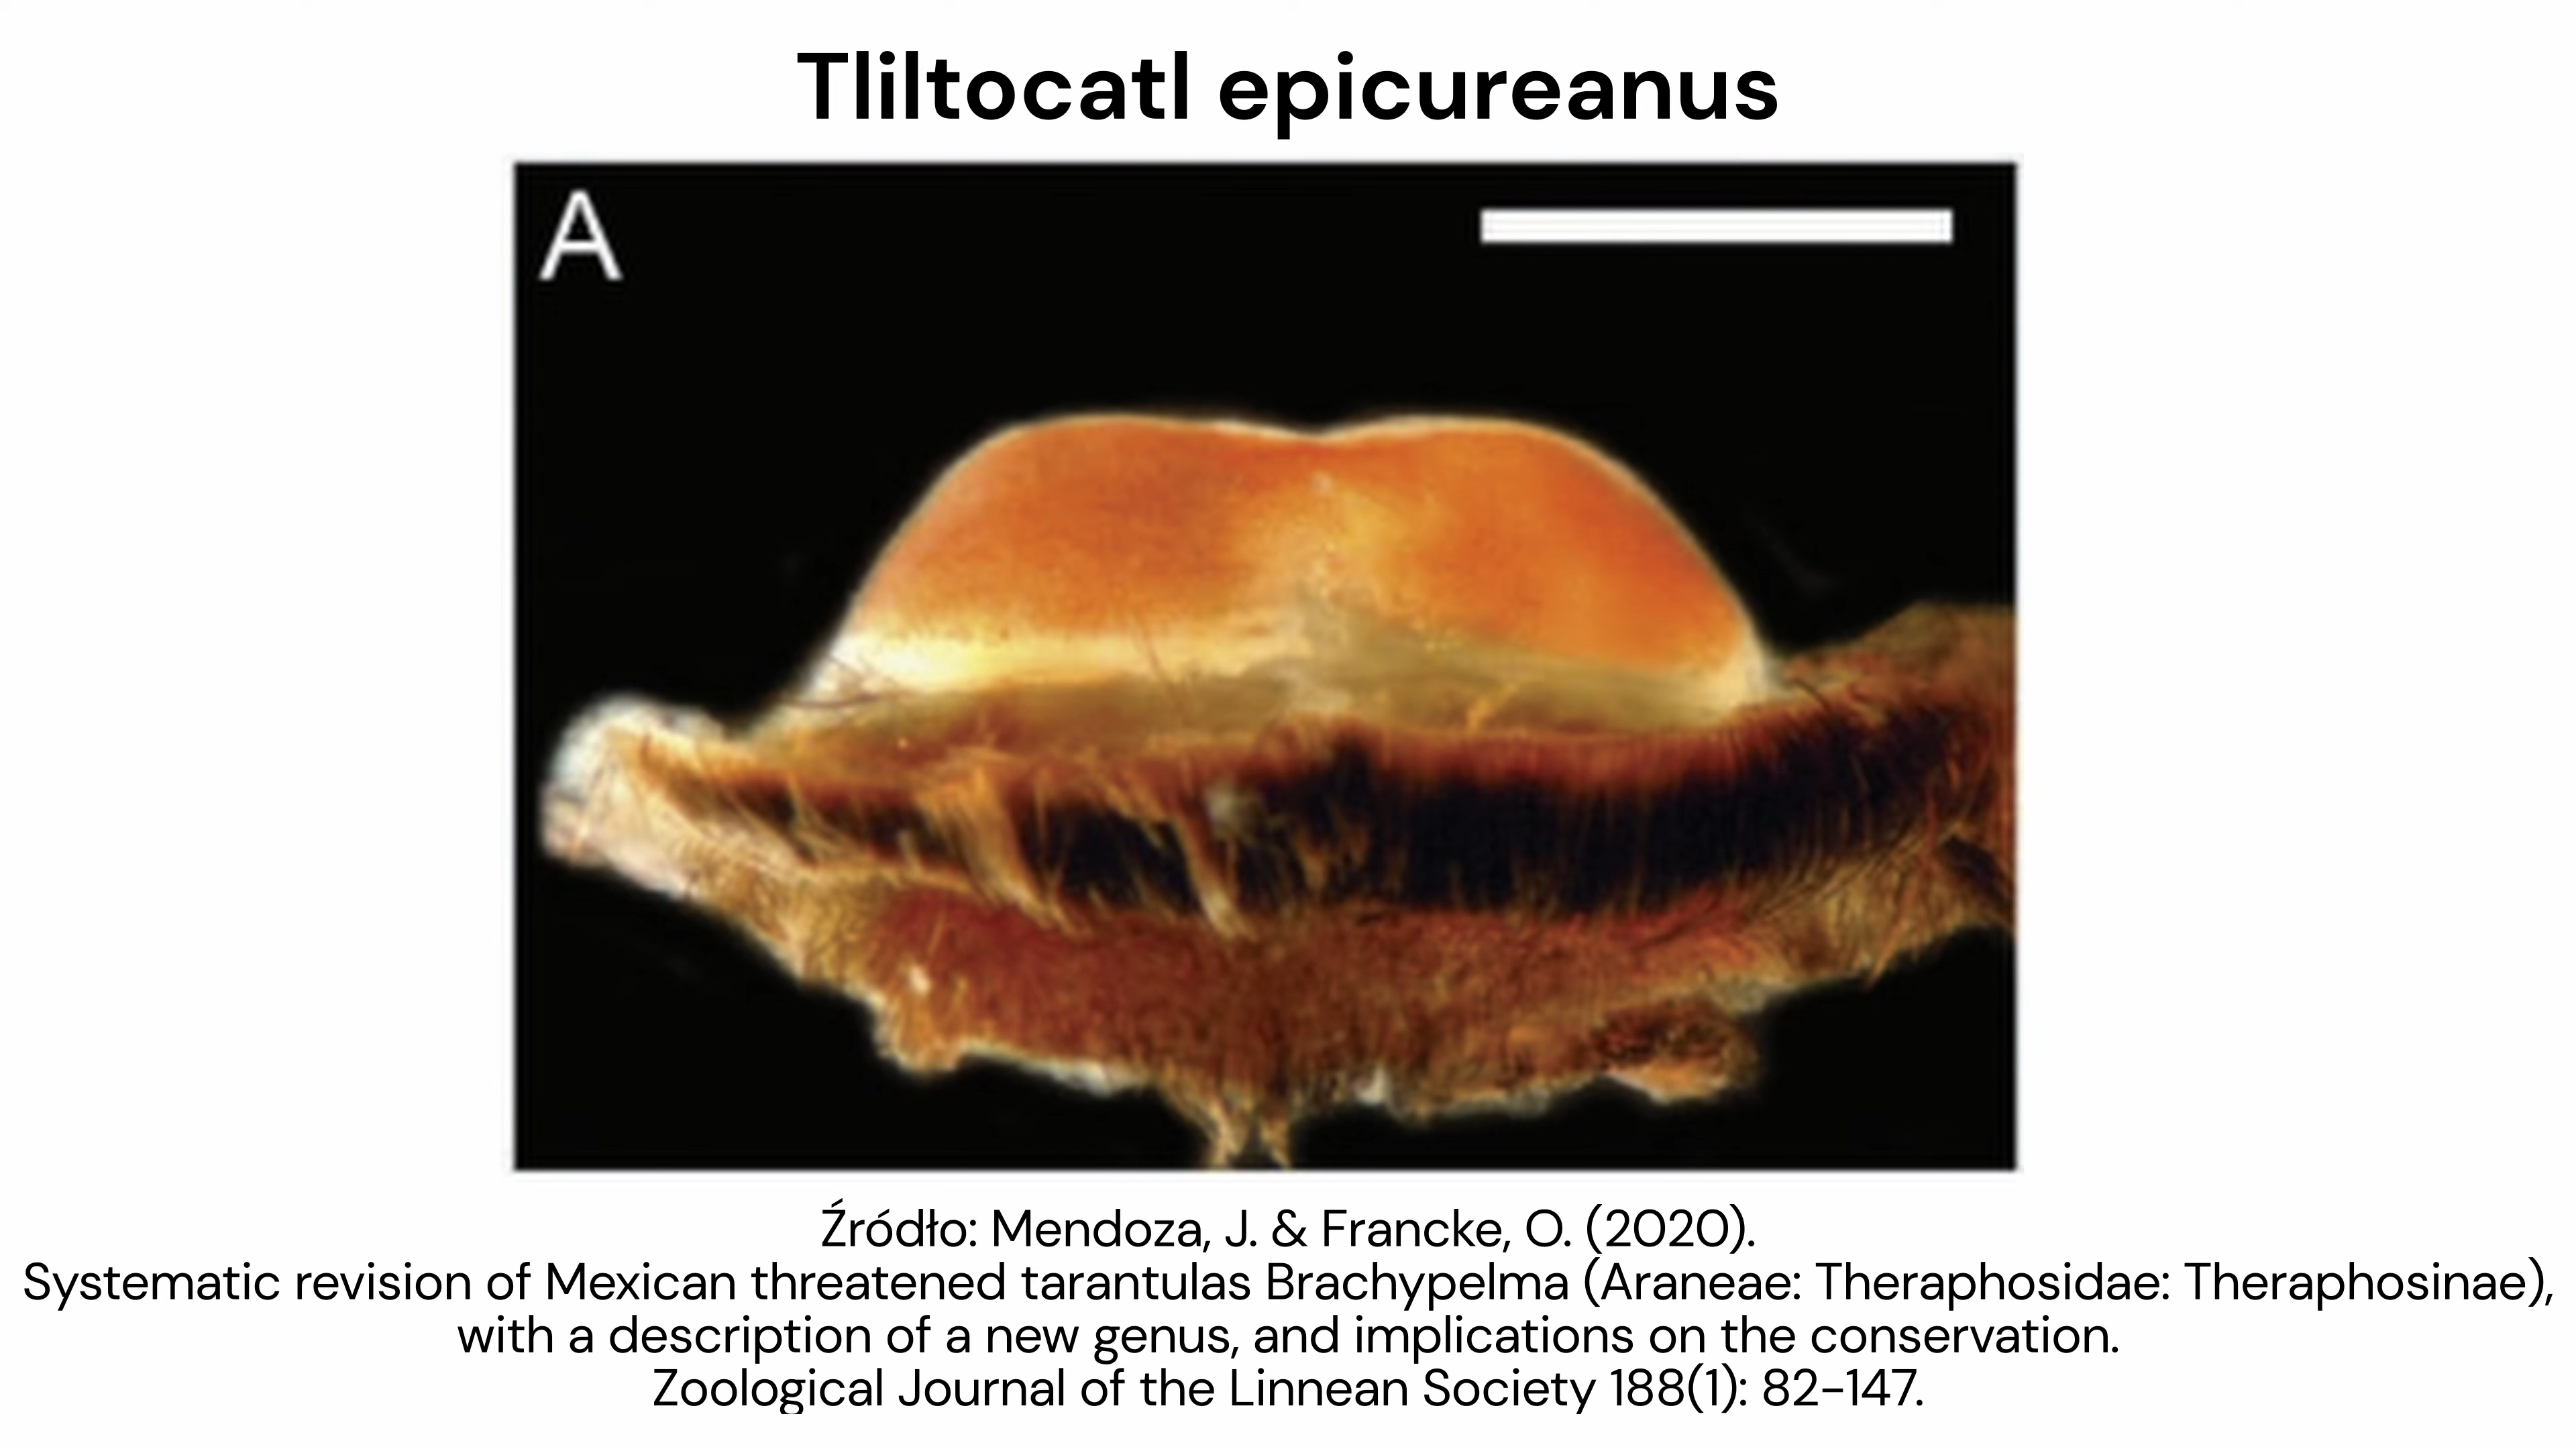 Tliltocatl epicureanus
A
Źródło: Mendoza, J. & Francke, O. (2020).
Systematic revision of Mexican threatened tarantulas Brachypelma (Araneae: Theraphosidae: Theraphosinae),
with a description of a new genus, and implications on the conservation.
Zoological Journal of the Linnean Society 188(1): 82–147.